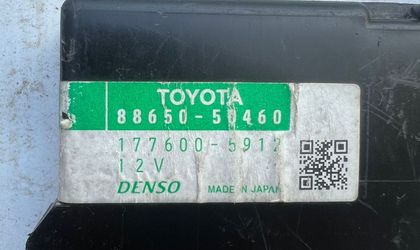 TOYOTA
88650-50460
177600-5912
12V
DENSO MADE IN JAPAN